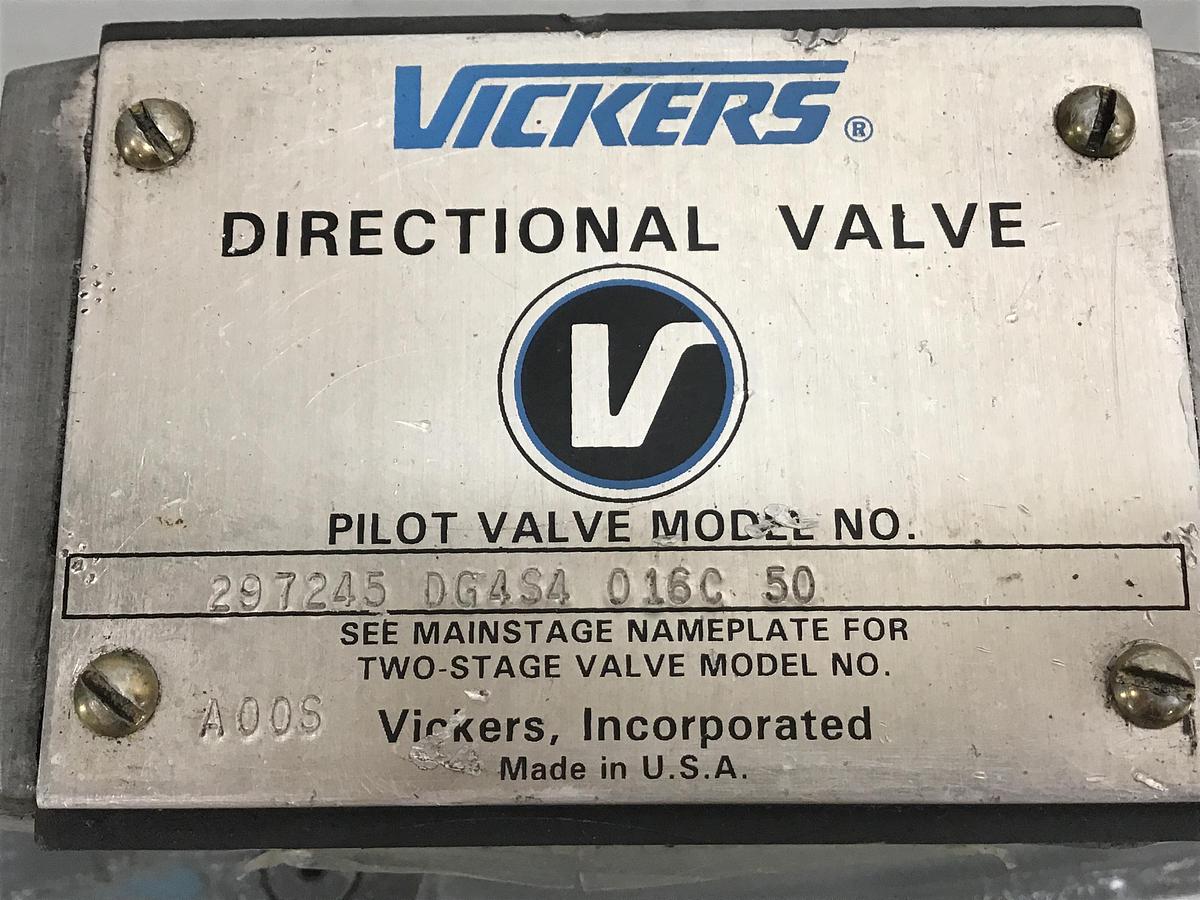 VICKERS®
DIRECTIONAL VALVE
V
PILOT VALVE MODEL NO.
297245 DG4S4 016C 50
SEE MAINSTAGE NAMEPLATE FOR
TWO-STAGE VALVE MODEL NO.
A00S
Vickers, Incorporated
Made in U.S.A.